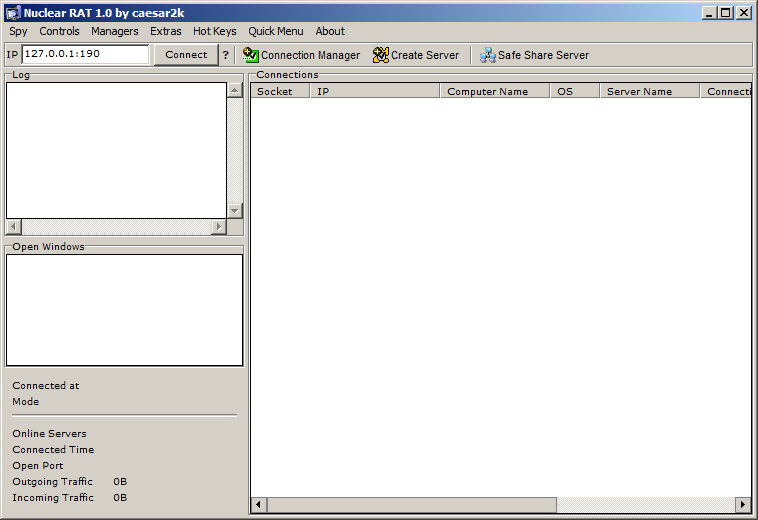 Nuclear RAT 1.0 by caesar2k
Spy Controls Managers Extras Hot Keys Quick Menu About
IP 127.0.0.1:190 Connect ? Connection Manager Create Server Safe Share Server
Log
Connections
Socket IP Computer Name OS Server Name Connecti
Open Windows
Connected at
Mode
Online Servers
Connected Time
Open Port
Outgoing Traffic 0B
Incoming Traffic 0B